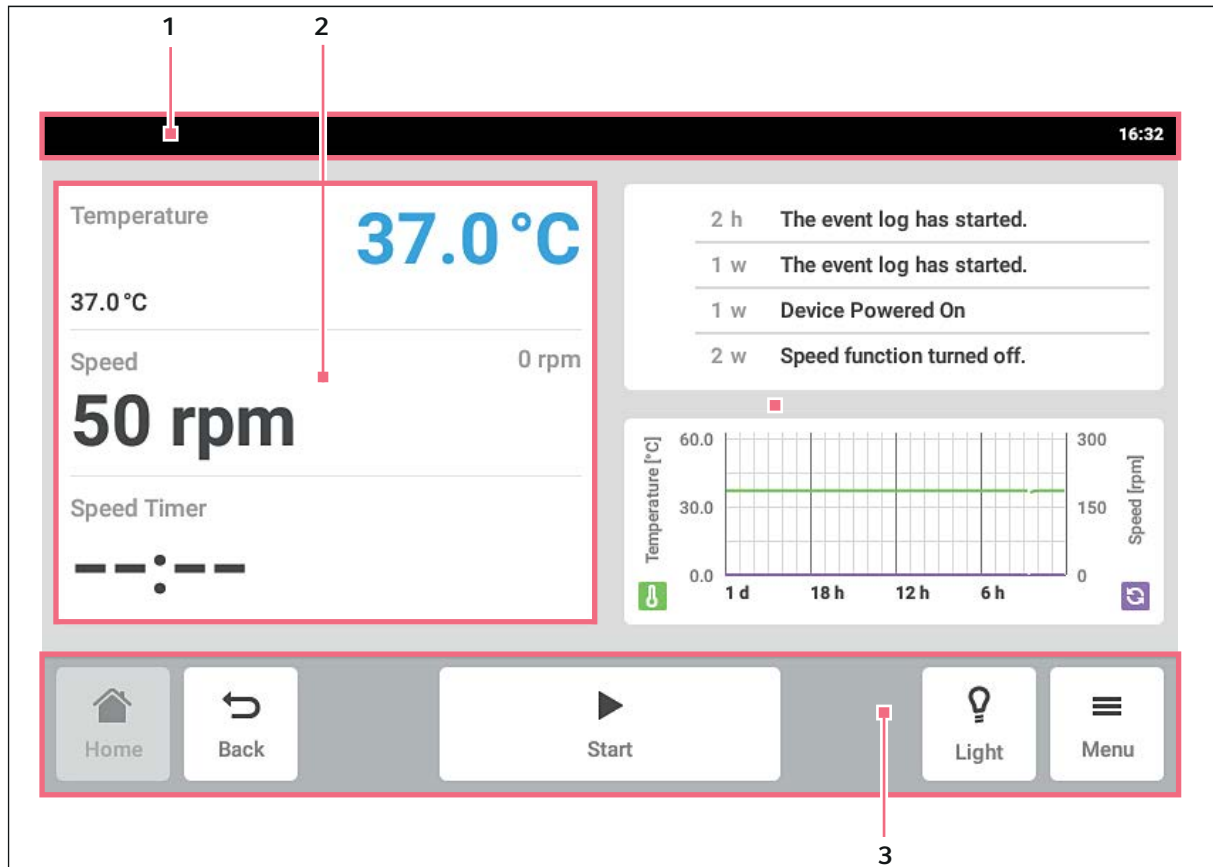 1 2
16:32
Temperature
37.0°C
37.0°C
Speed 0 rpm
50 rpm
Speed Timer
--:--
2 h The event log has started.
1 w The event log has started.
1 w Device Powered On
2 w Speed function turned off.
Temperature [°C]
60.0
30.0
0.0
300
150
0
Speed [rpm]
1 d 18 h 12 h 6 h
Home Back Start Light Menu
3